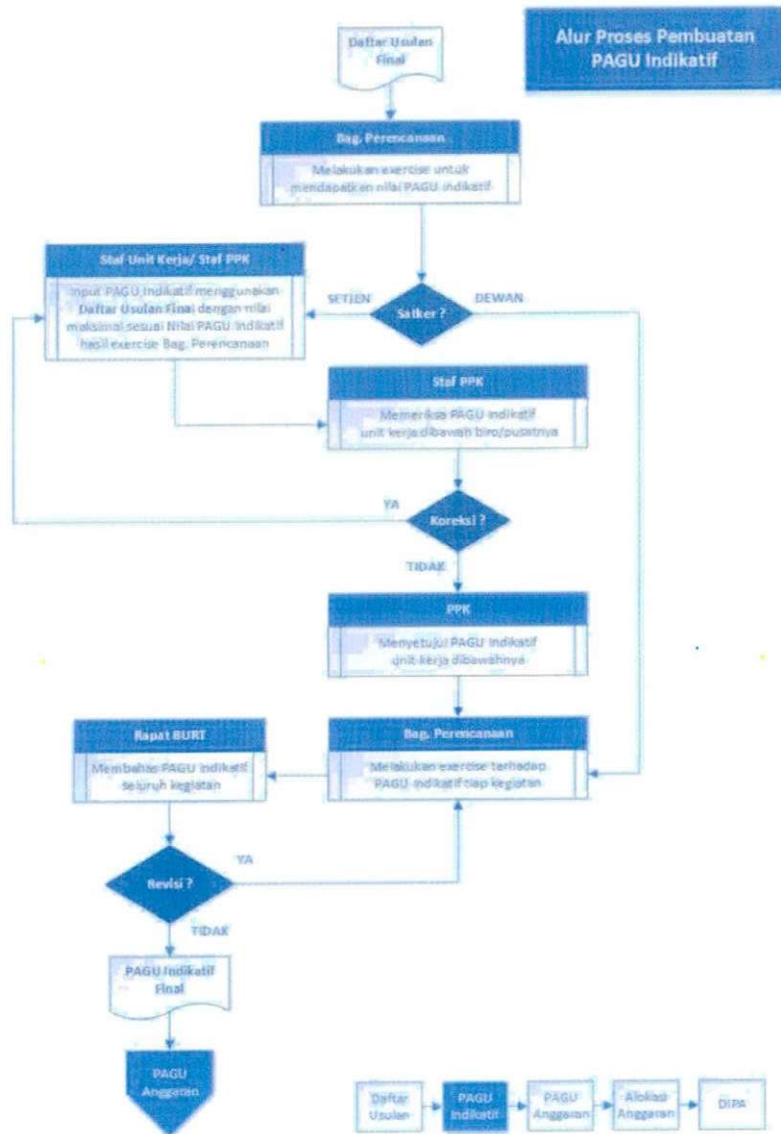 Alur Proses Pembuatan
PAGU Indikatif
Daftar Usulan
Final
Bag. Perencanaan
Melakukan exercise untuk
mendapatkan nilai PAGU indikatif
Staf Unit Kerja/ Staf PPK
Input PAGU Indikatif menggunakan
Daftar Usulan Final dengan nilai
maksimal sesuai Nilai PAGU Indikatif
hasil exercise Bag. Perencanaan
SETJEN
Satker ?
DEWAN
Staf PPK
Memeriksa PAGU Indikatif
unit kerja dibawah biro/pusatnya
YA
Koreksi ?
TIDAK
PPK
Menyetujui PAGU Indikatif
unit kerja dibawahnya
Rapat BURT
Membahas PAGU Indikatif
seluruh kegiatan
Bag. Perencanaan
Melakukan exercise terhadap
PAGU Indikatif tiap kegiatan
Revisi ?
YA
TIDAK
PAGU Indikatif
Final
PAGU
Anggaran
Daftar
Usulan
PAGU
Indikatif
PAGU
Anggaran
Alokasi
Anggaran
DIPA